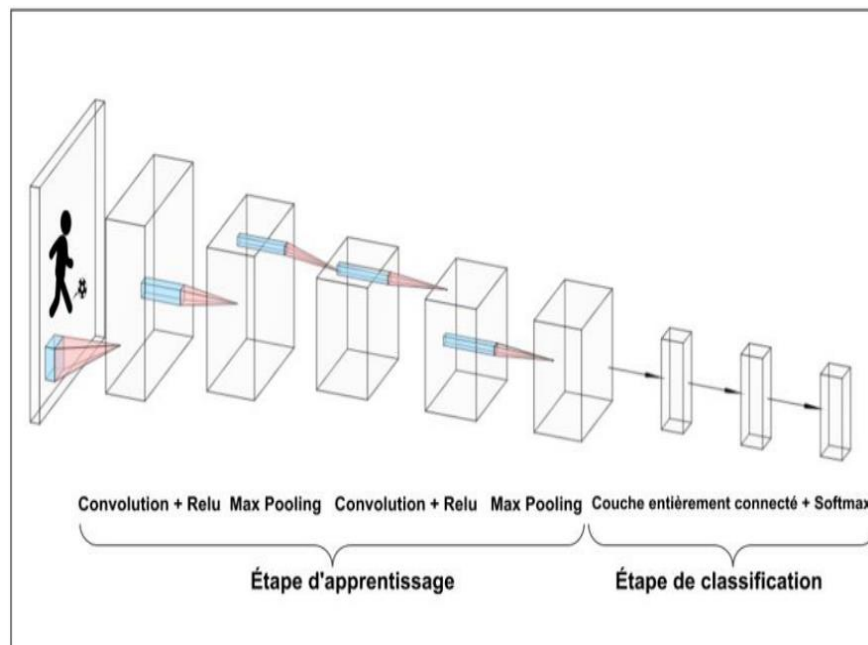 Convolution + Relu Max Pooling Convolution + Relu Max Pooling Couche entièrement connecté + Softmax
Étape d'apprentissage Étape de classification